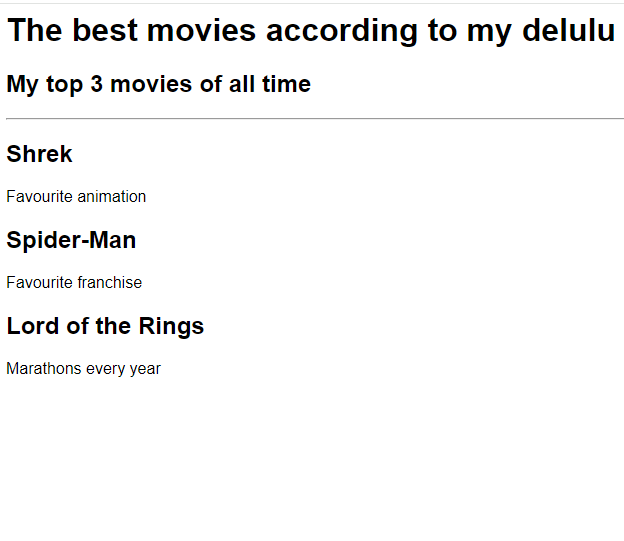 The best movies according to my delulu
My top 3 movies of all time
Shrek
Favourite animation
Spider-Man
Favourite franchise
Lord of the Rings
Marathons every year